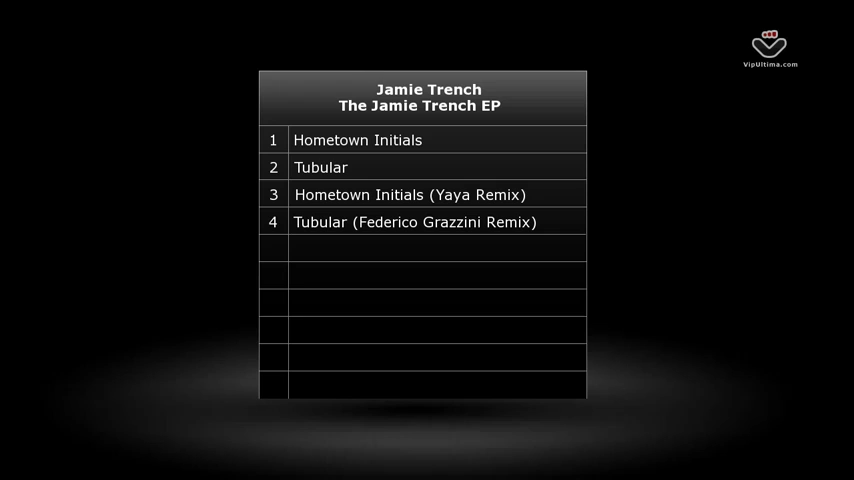 VipUltima.com
Jamie Trench
The Jamie Trench EP
1 Hometown Initials
2 Tubular
3 Hometown Initials (Yaya Remix)
4 Tubular (Federico Grazzini Remix)